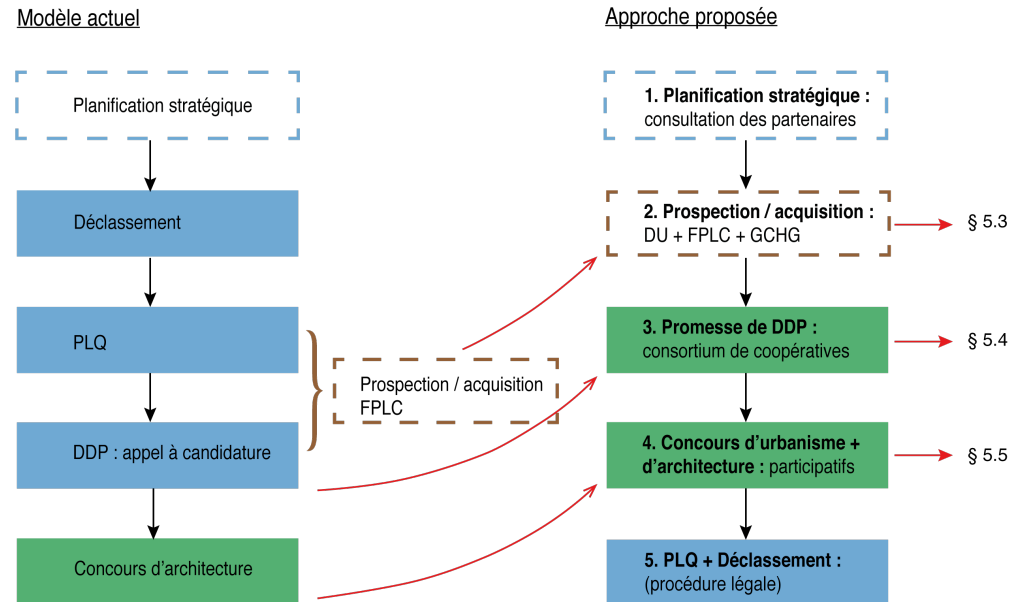 Modèle actuel
Planification stratégique
Déclassement
PLQ
DDP : appel à candidature
Concours d'architecture
Prospection / acquisition
FPLC
Approche proposée
1. Planification stratégique :
consultation des partenaires
2. Prospection / acquisition :
DU + FPLC + GCHG
§ 5.3
3. Promesse de DDP :
consortium de coopératives
§ 5.4
4. Concours d'urbanisme +
d'architecture : participatifs
§ 5.5
5. PLQ + Déclassement :
(procédure légale)